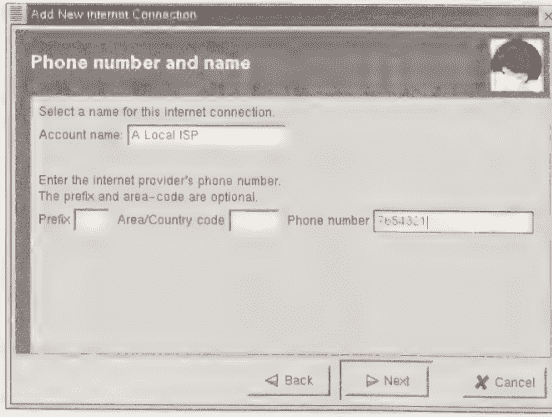 Add New Internet Connection
Phone number and name
Select a name for this internet connection.
Account name: A Local ISP
Enter the internet provider's phone number.
The prefix and area-code are optional.
Prefix Area/Country code Phone number 7654321
Back Next Cancel